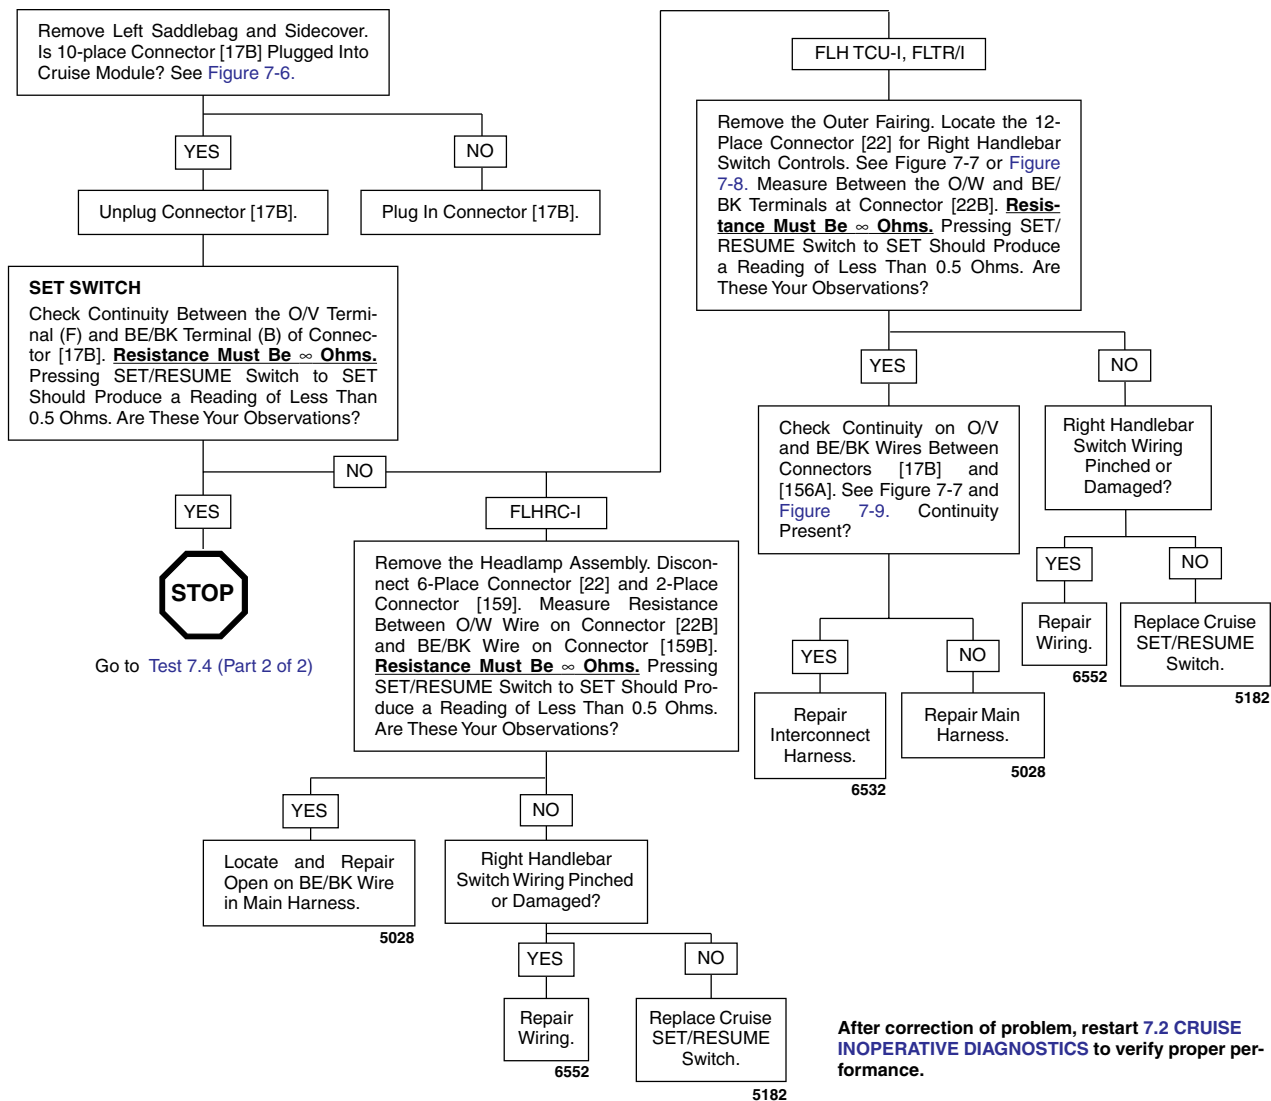 Remove Left Saddlebag and Sidecover.
Is 10-place Connector [17B] Plugged Into
Cruise Module? See Figure 7-6.
YES
NO
Unplug Connector [17B].
Plug In Connector [17B].
SET SWITCH
Check Continuity Between the O/V Termi-
nal (F) and BE/BK Terminal (B) of Connec-
tor [17B]. Resistance Must Be ∞ Ohms.
Pressing SET/RESUME Switch to SET
Should Produce a Reading of Less Than
0.5 Ohms. Are These Your Observations?
NO
YES
STOP
Go to Test 7.4 (Part 2 of 2)
FLHRC-I
Remove the Headlamp Assembly. Discon-
nect 6-Place Connector [22] and 2-Place
Connector [159]. Measure Resistance
Between O/W Wire on Connector [22B]
and BE/BK Wire on Connector [159B].
Resistance Must Be ∞ Ohms. Pressing
SET/RESUME Switch to SET Should Pro-
duce a Reading of Less Than 0.5 Ohms.
Are These Your Observations?
YES
NO
Locate and Repair
Open on BE/BK Wire
in Main Harness.
5028
Right Handlebar
Switch Wiring Pinched
or Damaged?
YES
NO
Repair
Wiring.
6552
Replace Cruise
SET/RESUME
Switch.
5182
FLH TCU-I, FLTR/I
Remove the Outer Fairing. Locate the 12-
Place Connector [22] for Right Handlebar
Switch Controls. See Figure 7-7 or Figure
7-8. Measure Between the O/W and BE/
BK Terminals at Connector [22B]. Resis-
tance Must Be ∞ Ohms. Pressing SET/
RESUME Switch to SET Should Produce
a Reading of Less Than 0.5 Ohms. Are
These Your Observations?
YES
NO
Check Continuity on O/V
and BE/BK Wires Between
Connectors [17B] and
[156A]. See Figure 7-7 and
Figure 7-9. Continuity
Present?
YES
NO
Repair
Interconnect
Harness.
6532
Repair Main
Harness.
5028
Right Handlebar
Switch Wiring
Pinched or
Damaged?
YES
NO
Repair
Wiring.
6552
Replace Cruise
SET/RESUME
Switch.
5182
After correction of problem, restart 7.2 CRUISE
INOPERATIVE DIAGNOSTICS to verify proper per-
formance.